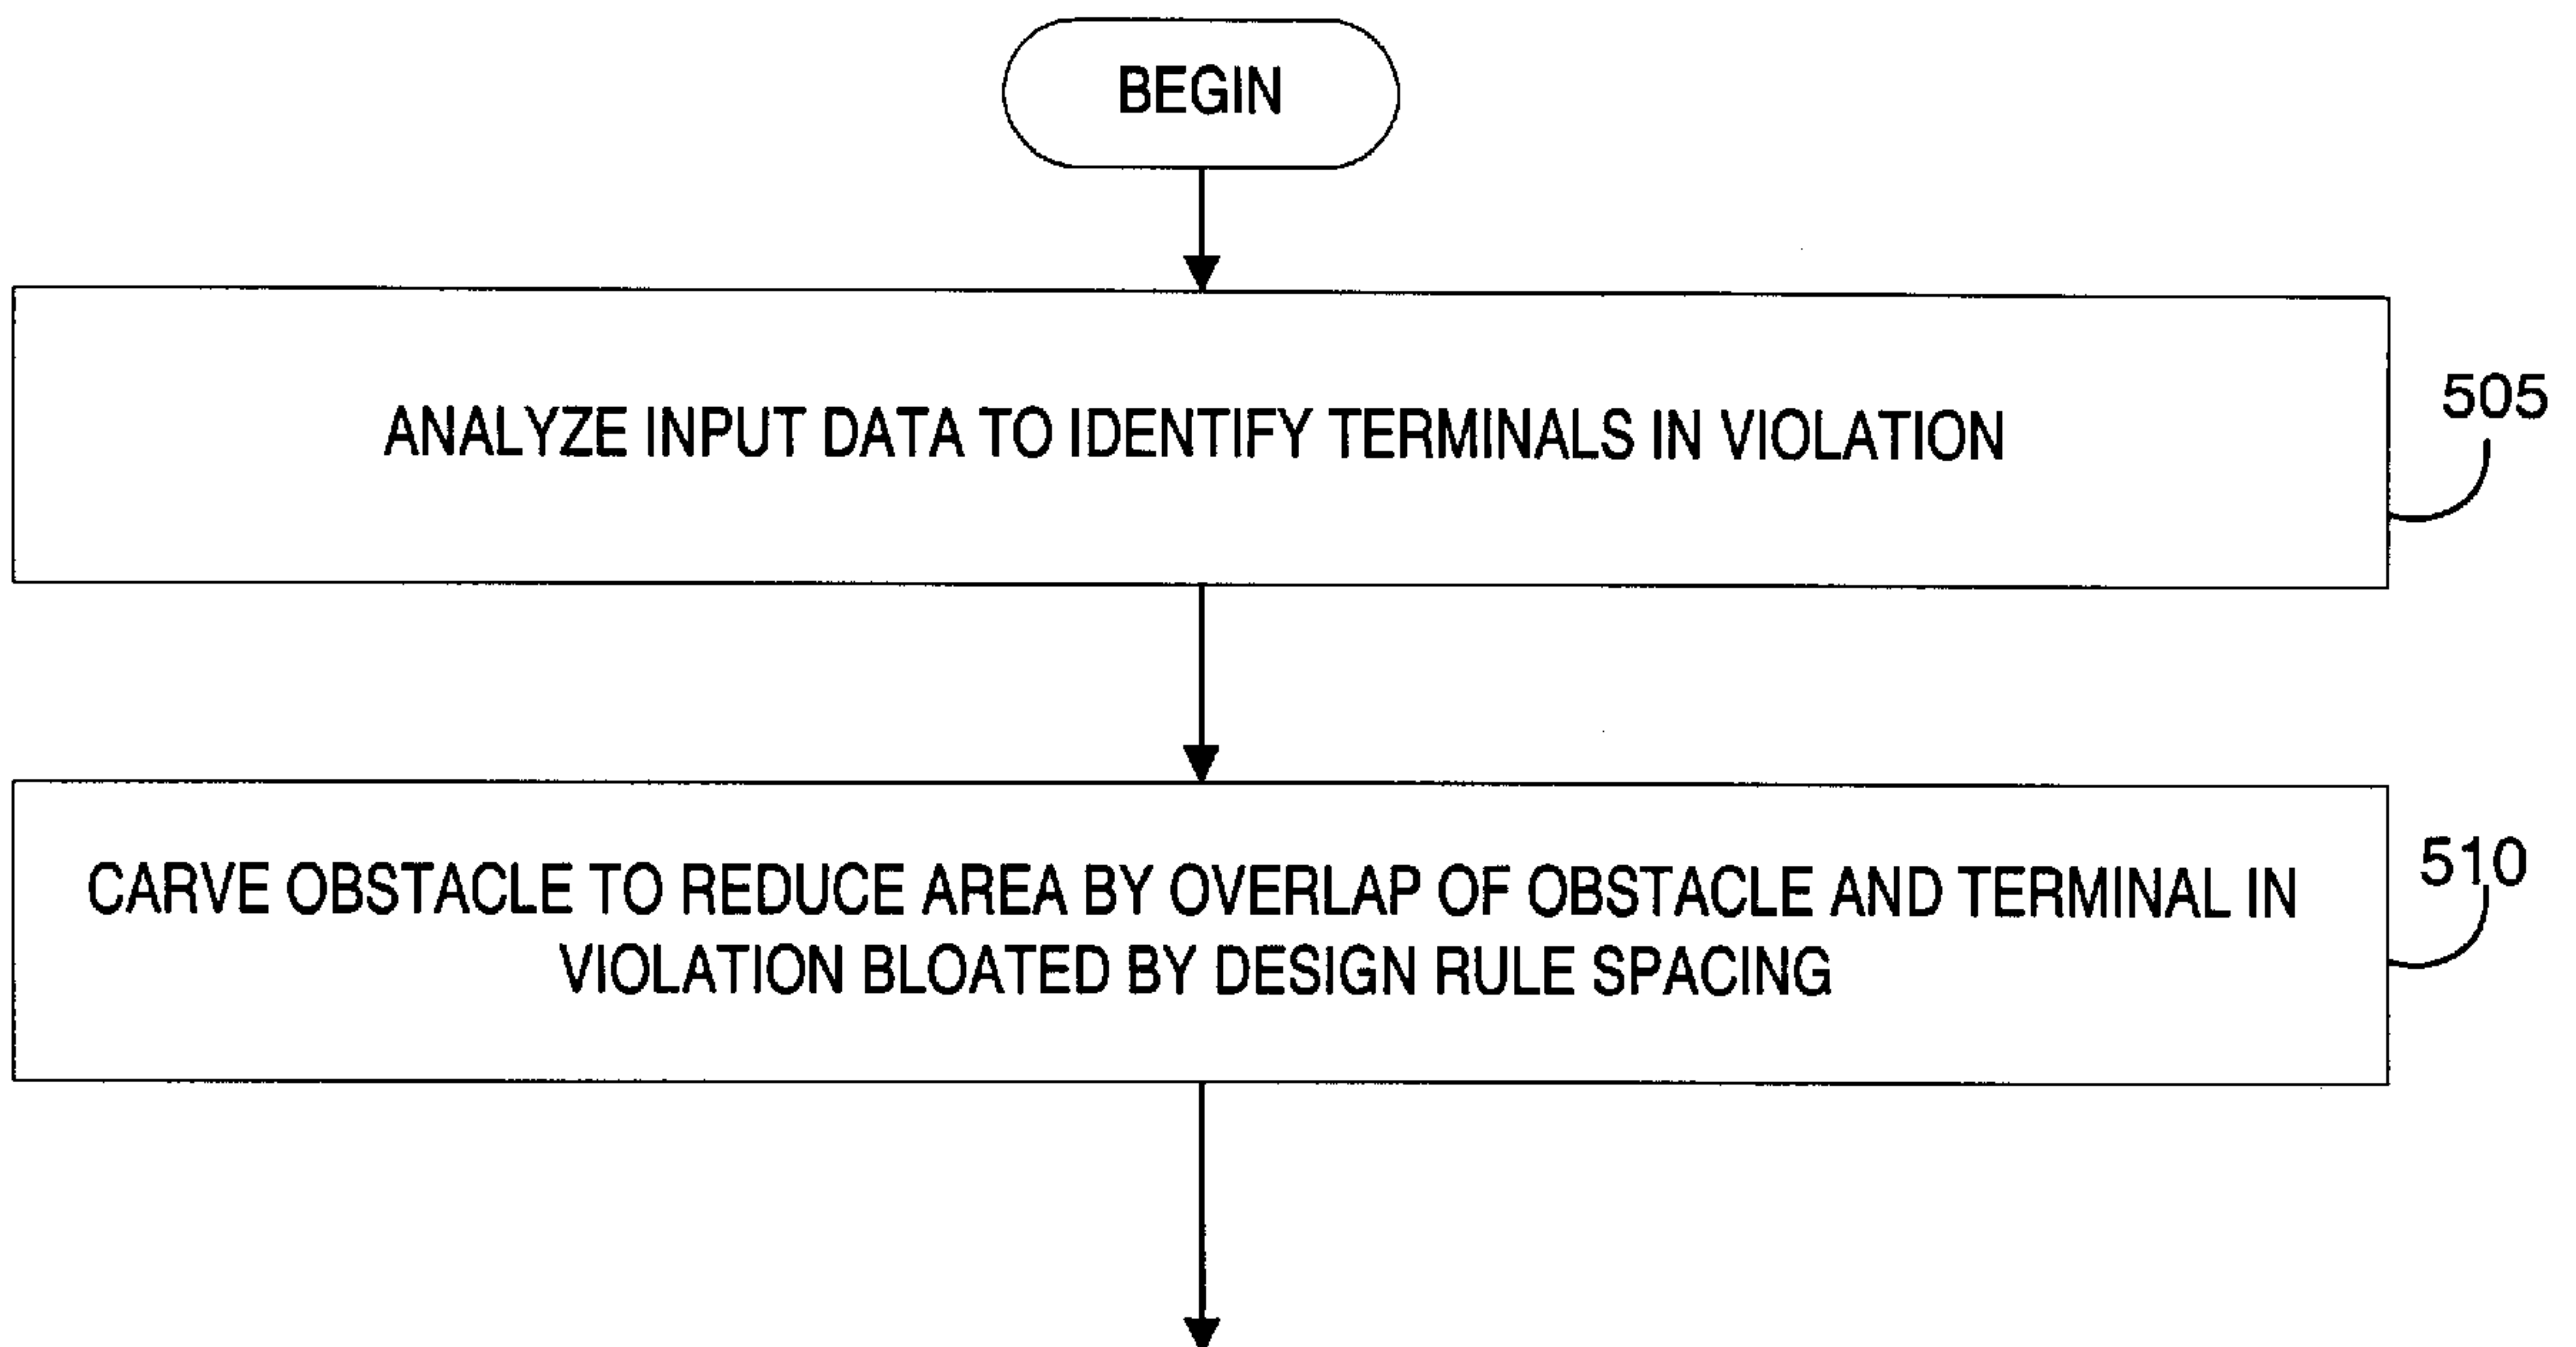 BEGIN
ANALYZE INPUT DATA TO IDENTIFY TERMINALS IN VIOLATION
505
CARVE OBSTACLE TO REDUCE AREA BY OVERLAP OF OBSTACLE AND TERMINAL IN
VIOLATION BLOATED BY DESIGN RULE SPACING
510